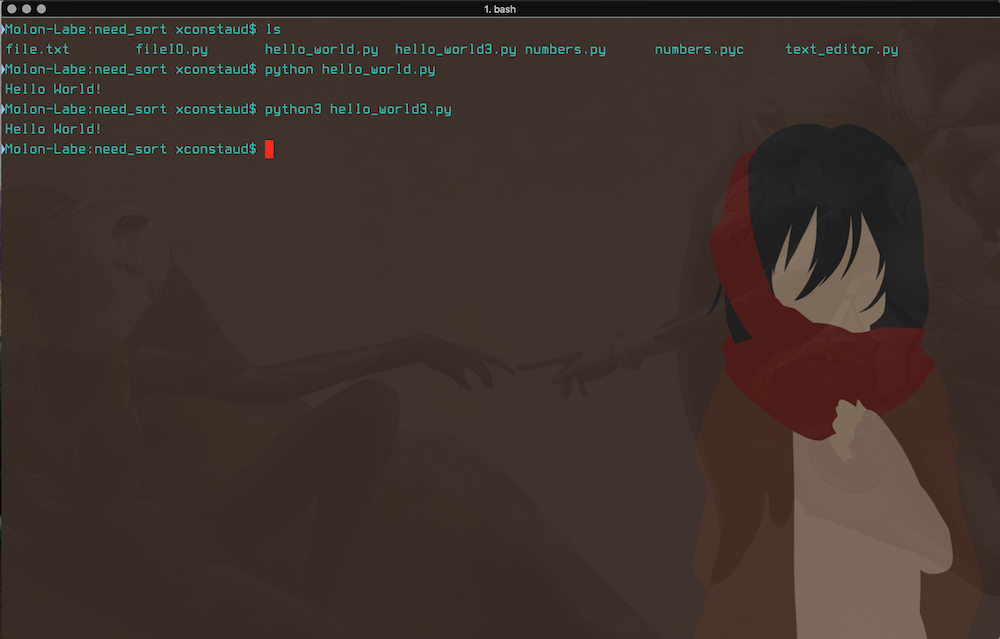 1. bash
Molon-Labe:need_sort xconstaud$ ls
file.txt fileIO.py hello_world.py hello_world3.py numbers.py numbers.pyc text_editor.py
Molon-Labe:need_sort xconstaud$ python hello_world.py
Hello World!
Molon-Labe:need_sort xconstaud$ python3 hello_world3.py
Hello World!
Molon-Labe:need_sort xconstaud$